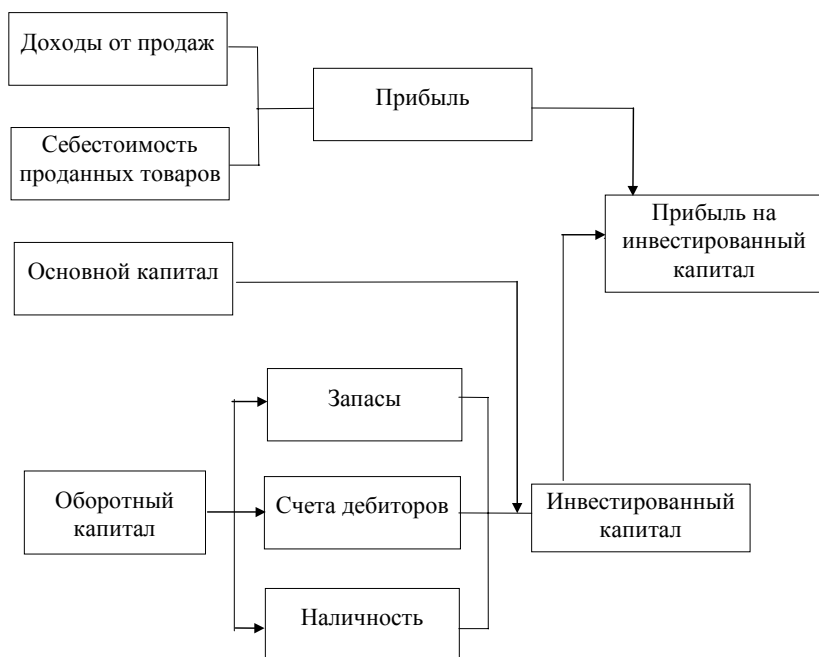 Доходы от продаж
Прибыль
Себестоимость
проданных товаров
Прибыль на
инвестированный
капитал
Основной капитал
Запасы
Оборотный
капитал
Счета дебиторов
Инвестированный
капитал
Наличность